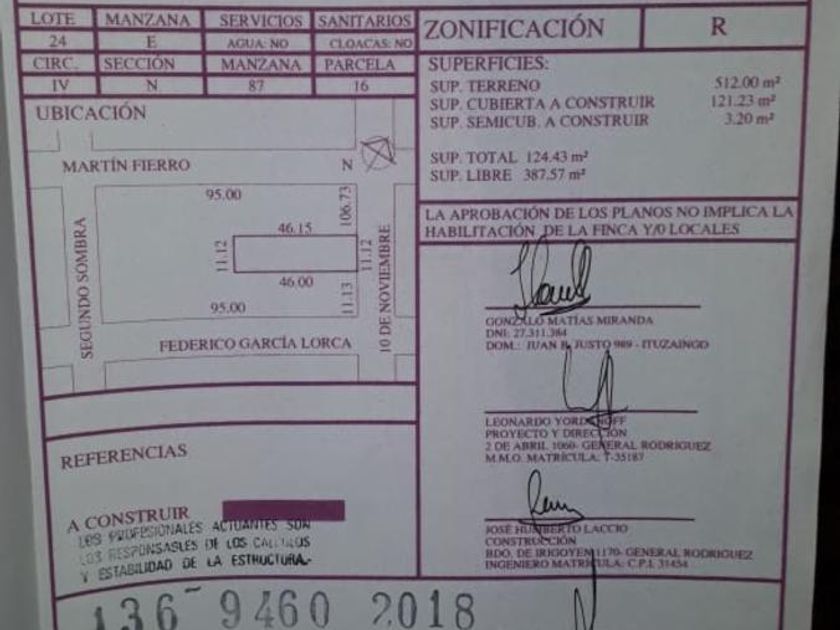 LOTE MANZANA SERVICIOS SANITARIOS
24 E AGUA: NO CLOACAS: NO
CIRC. SECCIÓN MANZANA PARCELA
IV N 87 16
UBICACIÓN
MARTÍN FIERRO
N
95.00
106.73
46.15
11.12
11.12
46.00
11.13
95.00
SEGUNDO SOMBRA
10 DE NOVIEMBRE
FEDERICO GARCÍA LORCA
REFERENCIAS
A CONSTRUIR
LOS PROFESIONALES ACTUANTES SON
LOS RESPONSABLES DE LOS CALCULOS
Y ESTABILIDAD DE LA ESTRUCTURA.-
ZONIFICACIÓN R
SUPERFICIES:
SUP. TERRENO 512.00 m²
SUP. CUBIERTA A CONSTRUIR 121.23 m²
SUP. SEMICUB. A CONSTRUIR 3.20 m²
SUP. TOTAL 124.43 m²
SUP. LIBRE 387.57 m²
LA APROBACIÓN DE LOS PLANOS NO IMPLICA LA
HABILITACIÓN DE LA FINCA Y/0 LOCALES
GONZALO MATÍAS MIRANDA
DNI: 27.311.384
DOM.: JUAN B. JUSTO 989 - ITUZAINGO
LEONARDO YORDANOFF
PROYECTO Y DIRECCIÓN
2 DE ABRIL 1060- GENERAL RODRIGUEZ
M.M.O. MATRÍCULA: T-35187
JOSÉ HUMBERTO LACCIO
CONSTRUCCIÓN
BDO. DE IRIGOYEN 1170- GENERAL RODRIGUEZ
INGENIERO MATRÍCULA: C.P.I. 31454
136- 9460 2018